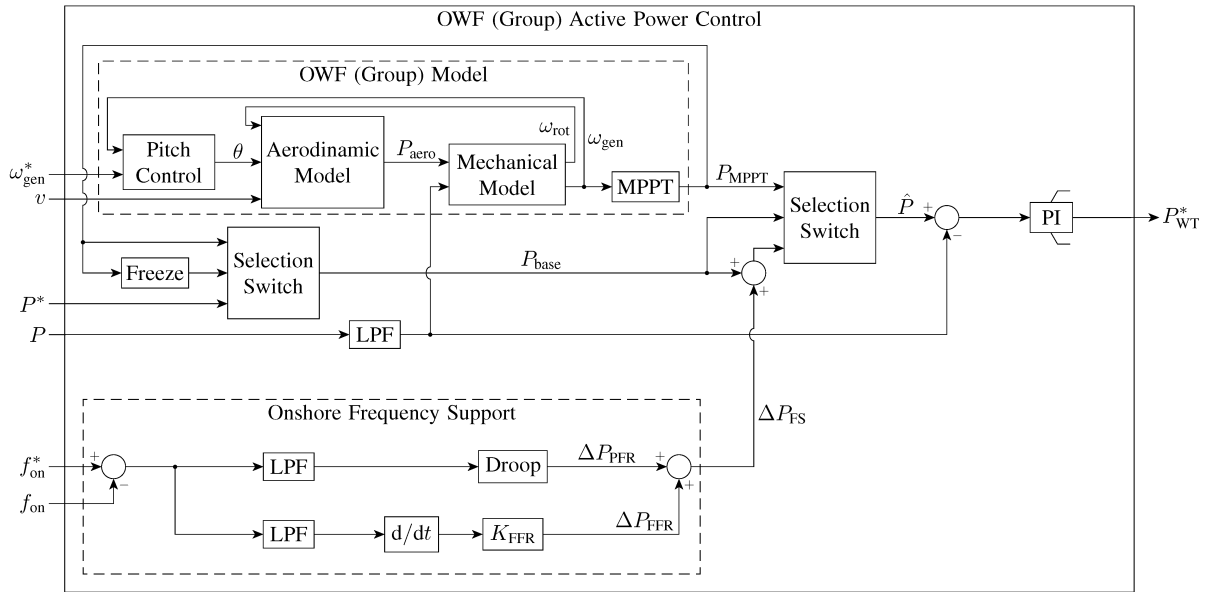 OWF (Group) Active Power Control
OWF (Group) Model
Pitch
Control
θ
Aerodinamic
Model
P_aero
Mechanical
Model
ω_rot
ω_gen
MPPT
P_MPPT
ω*_gen
v
Selection
Switch
P̂
+
−
PI
P*_WT
Freeze
Selection
Switch
P_base
+
+
P*
P
LPF
Onshore Frequency Support
ΔP_FS
f*_on
+
−
f_on
LPF
Droop
ΔP_PFR
+
+
LPF
d/dt
K_FFR
ΔP_FFR